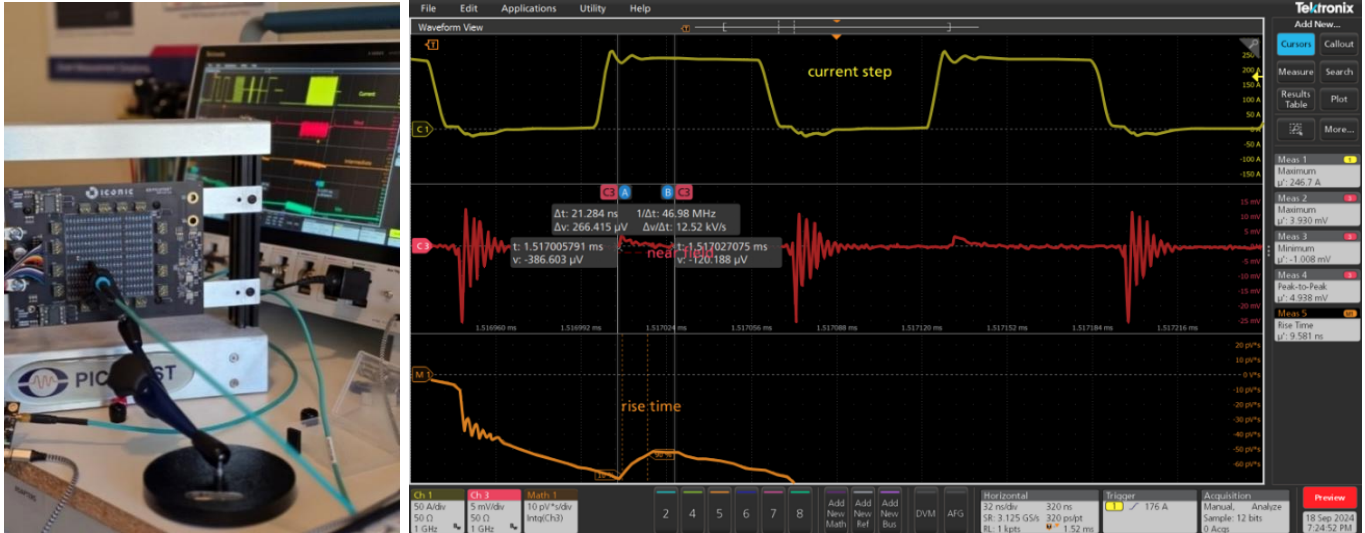 iconic
PIC
ST
Current
File Edit Applications Utility Help
Tektronix
Waveform View
Add New...
Cursors Callout
Measure Search
Results Table Plot
More...
current step
250
200 A
150 A
100 A
50 A
0 A
-50 A
-100 A
-150 A
C 1
C3 A B C3
Δt: 21.284 ns 1/Δt: 46.98 MHz
Δv: 266.415 µV Δv/Δt: 12.52 kV/s
t: 1.517005791 ms
v: -386.603 µV
t: 1.517027075 ms
v: -120.188 µV
near field
C 3
15 mV
10 mV
5 mV
-5 mV
-10 mV
-15 mV
-20 mV
-25 mV
1.516960 ms 1.516992 ms 1.517024 ms 1.517056 ms 1.517088 ms 1.517120 ms 1.517152 ms 1.517184 ms 1.517216 ms
M 1
20 pV*s
10 pV*s
0 V*s
-10 pV*s
-20 pV*s
-30 pV*s
-40 pV*s
-50 pV*s
-60 pV*s
rise time
Meas 1 1
Maximum
µ': 246.7 A
Meas 2 3
Maximum
µ': 3.930 mV
Meas 3 3
Minimum
µ': -1.008 mV
Meas 4 3
Peak-to-Peak
µ': 4.938 mV
Meas 5 M1
Rise Time
µ': 9.581 ns
Ch 1
50 A/div
50 Ω
1 GHz
Ch 3
5 mV/div
50 Ω
1 GHz
Math 1
10 pV*s/div
Intg(Ch3)
2 4 5 6 7 8
Add New Math
Add New Ref
Add New Bus
DVM
AFG
Horizontal
32 ns/div 320 ns
SR: 3.125 GS/s 320 ps/pt
RL: 1 kpts 1.52 ms
Trigger
1 176 A
Acquisition
Manual, Analyze
Sample: 12 bits
0 Acqs
Preview
18 Sep 2024
7:24:52 PM